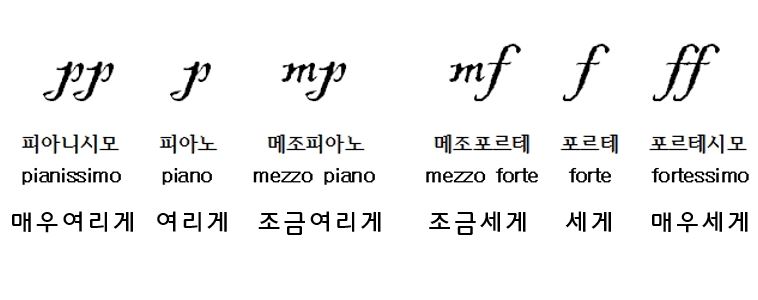 pp p mp mf f ff
피아니시모 피아노 메조피아노 메조포르테 포르테 포르테시모
pianissimo piano mezzo piano mezzo forte forte fortessimo
매우여리게 여리게 조금여리게 조금세게 세게 매우세게